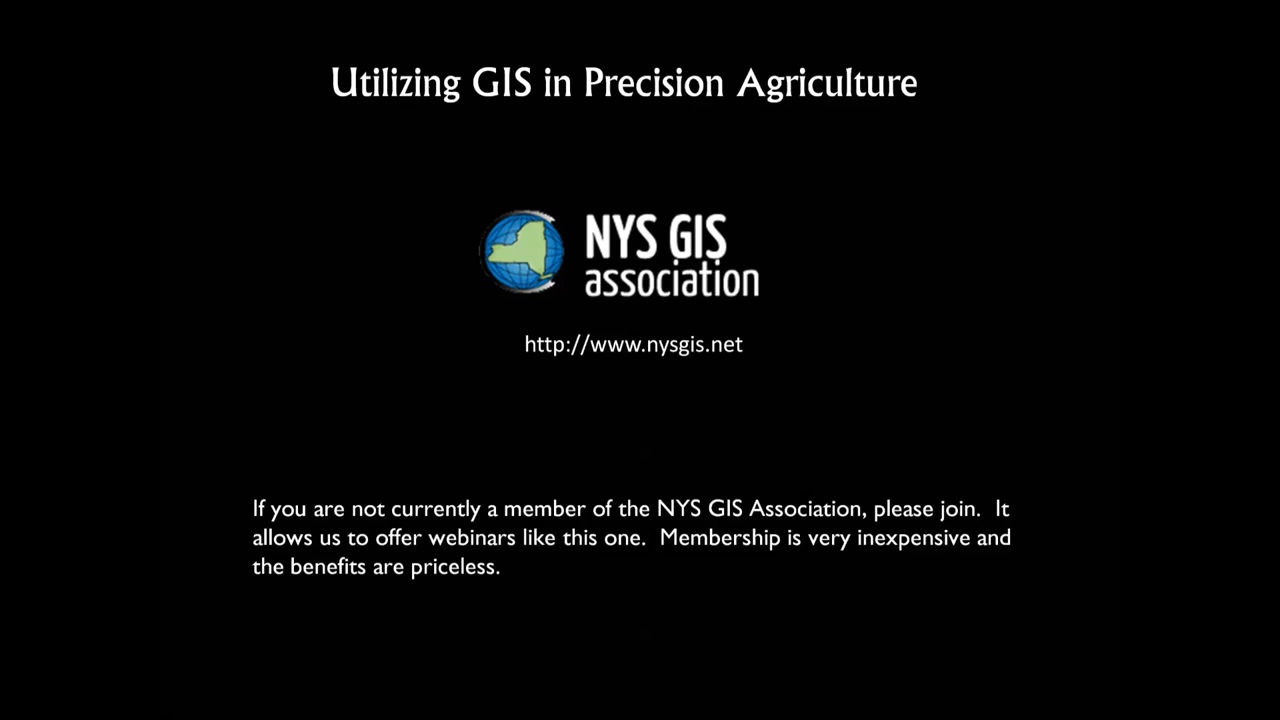 Utilizing GIS in Precision Agriculture
NYS GIS
association
http://www.nysgis.net
If you are not currently a member of the NYS GIS Association, please join.  It
allows us to offer webinars like this one.  Membership is very inexpensive and
the benefits are priceless.